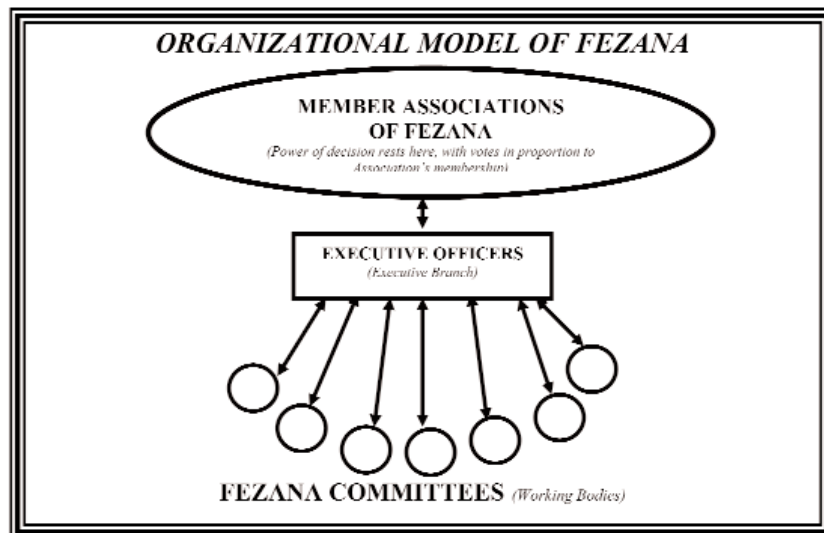 ORGANIZATIONAL MODEL OF FEZANA
MEMBER ASSOCIATIONS
OF FEZANA
(Power of decision rests here, with votes in proportion to
Association's membership)
EXECUTIVE OFFICERS
(Executive Branch)
FEZANA COMMITTEES (Working Bodies)